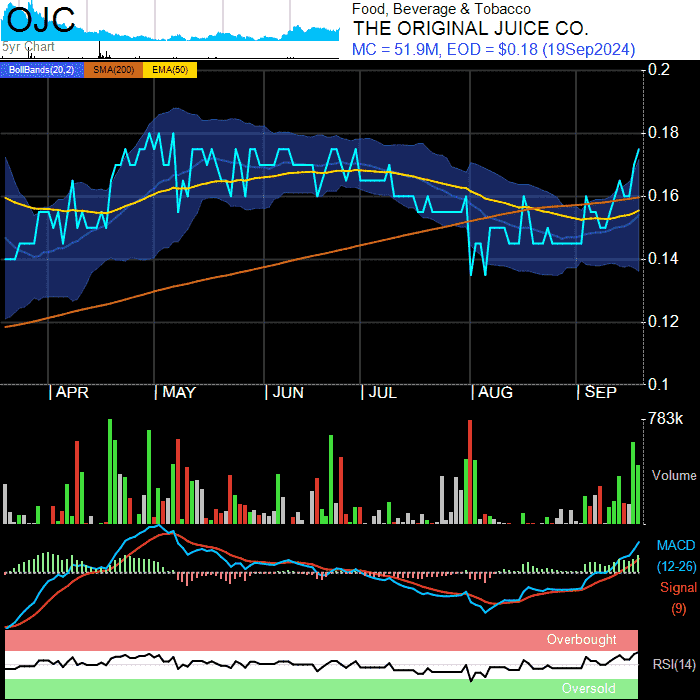 OJC
5yr Chart
Food, Beverage & Tobacco
THE ORIGINAL JUICE CO.
MC = 51.9M, EOD = $0.18 (19Sep2024)
BollBands(20,2) SMA(200) EMA(50)
0.2
0.18
0.16
0.14
0.12
0.1
APR MAY JUN JUL AUG SEP
783k
Volume
MACD
(12-26)
Signal
(9)
Overbought
RSI(14)
Oversold